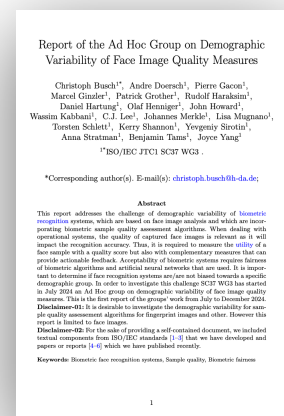 Report of the Ad Hoc Group on Demographic
Variability of Face Image Quality Measures
Christoph Busch1*, Andre Doersch1, Pierre Gacon1,
Marcel Ginzler1, Patrick Grother1, Rudolf Haraksim1,
Daniel Hartung1, Olaf Henniger1, John Howard1,
Wassim Kabbani1, C.J. Lee1, Johannes Merkle1, Lisa Mugnano1,
Torsten Schlett1, Kerry Shannon1, Yevgeniy Sirotin1,
Anna Stratman1, Benjamin Tams1, Joyce Yang1
1*ISO/IEC JTC1 SC37 WG3 .
*Corresponding author(s). E-mail(s): christoph.busch@h-da.de;
Abstract
This report addresses the challenge of demographic variability of biometric
recognition systems, which are based on face image analysis and which are incor-
porating biometric sample quality assessment algorithms. When dealing with
operational systems, the quality of captured face images is relevant as it will
impact the recognition accuracy. Thus, it is required to measure the utility of a
face sample with a quality score but also with complementary measures that can
provide actionable feedback. Acceptability of biometric systems requires fairness
of biometric algorithms and artificial neural networks that are used. It is impor-
tant to determine if face recognition systems are/are not biased towards a specific
demographic group. In order to investigate this challenge SC37 WG3 has started
in July 2024 an Ad Hoc Group on demographic variability of face image quality
measures. This is the first report of the groups' work from July to December 2024.
Disclaimer-01: It is desirable to investigate the demographic variability for sam-
ple quality assessment algorithms for fingerprint images and other. However this
report is limited to face images.
Disclaimer-02: For the sake of providing a self-contained document, we included
textual components from ISO/IEC standards [1–3] that we have developed and
papers or reports [4–6] which we have published recently.
Keywords: Biometric face recognition systems, Sample quality, Biometric fairness
1